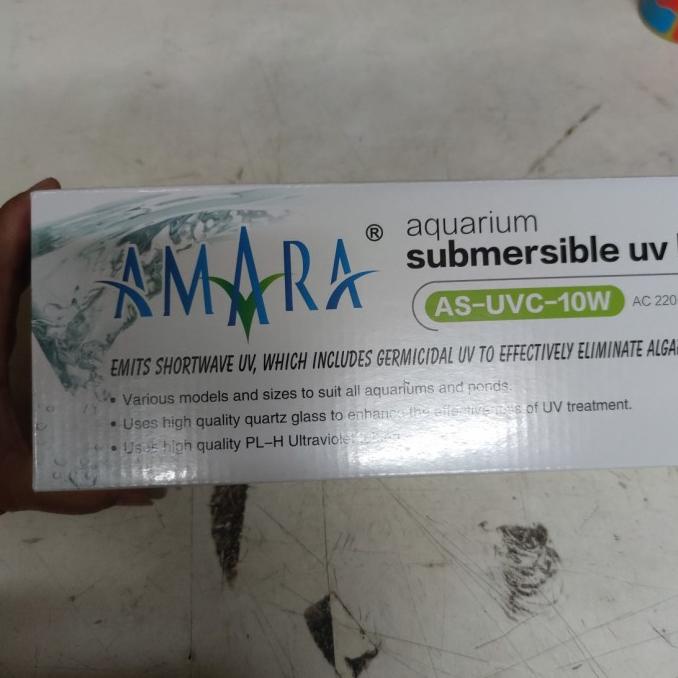 AMARA ®
aquarium
submersible uv
AS-UVC-10W AC 220
EMITS SHORTWAVE UV, WHICH INCLUDES GERMICIDAL UV TO EFFECTIVELY ELIMINATE ALGA
• Various models and sizes to suit all aquariums and ponds.
• Uses high quality quartz glass to enhance the effectiveness of UV treatment.
• Uses high quality PL-H Ultraviolet